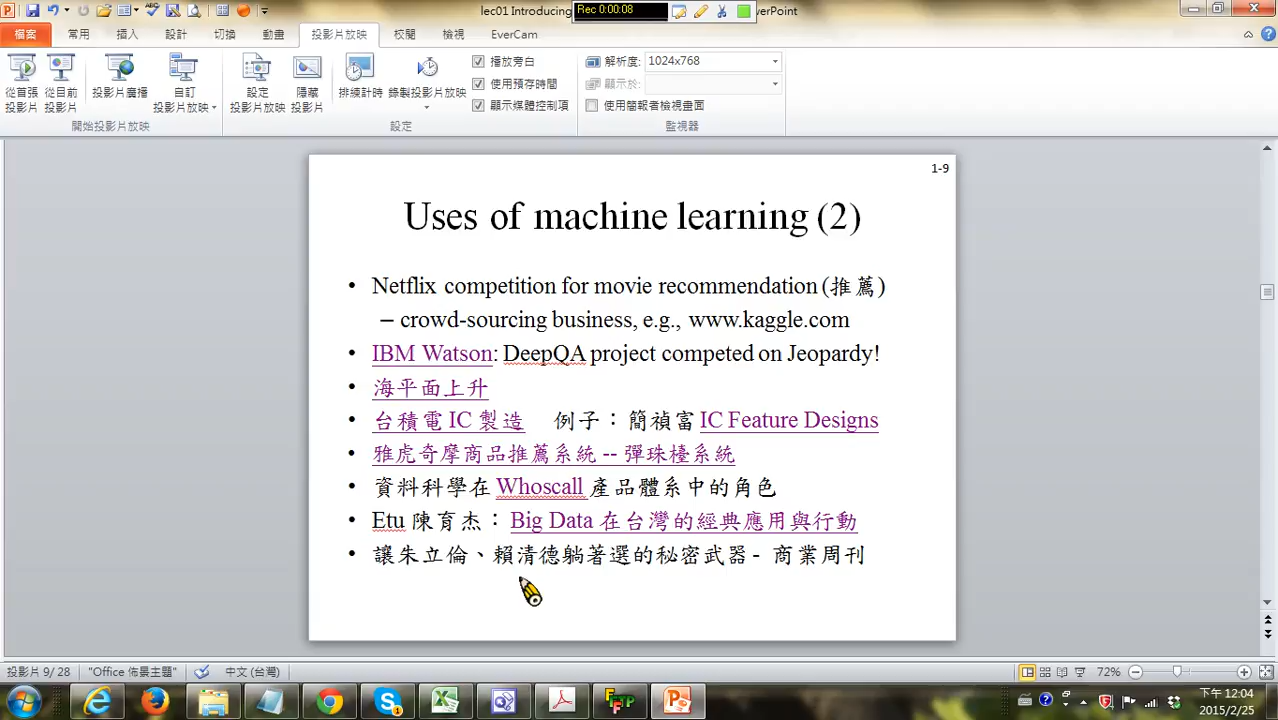 lec01 Introducing
Rec 0:00:08
erPoint
檔案 常用 插入 設計 切換 動畫 投影片放映 校閱 檢視 EverCam
從首張投影片 從目前投影片 投影片廣播 自訂投影片放映 設定投影片放映 隱藏投影片 排練計時 錄製投影片放映
播放旁白
使用預存時間
顯示媒體控制項
解析度: 1024x768
顯示於:
使用簡報者檢視畫面
開始投影片放映 設定 監視器
1-9
Uses of machine learning (2)
• Netflix competition for movie recommendation (推薦)
– crowd-sourcing business, e.g., www.kaggle.com
• IBM Watson: DeepQA project competed on Jeopardy!
• 海平面上升
• 台積電 IC 製造 例子：簡禎富 IC Feature Designs
• 雅虎奇摩商品推薦系統 -- 彈珠檯系統
• 資料科學在 Whoscall 產品體系中的角色
• Etu 陳育杰：Big Data 在台灣的經典應用與行動
• 讓朱立倫、賴清德躺著選的秘密武器 - 商業周刊
投影片 9/28 "Office 佈景主題" 中文 (台灣) 72%
下午 12:04
2015/2/25